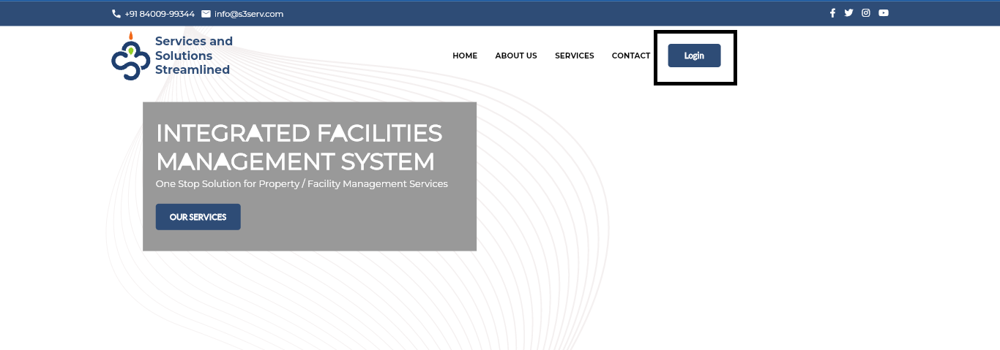 +91 84009-99344 info@s3serv.com
Services and
Solutions
Streamlined
HOME ABOUT US SERVICES CONTACT Login
INTEGRATED FACILITIES
MANAGEMENT SYSTEM
One Stop Solution for Property / Facility Management Services
OUR SERVICES